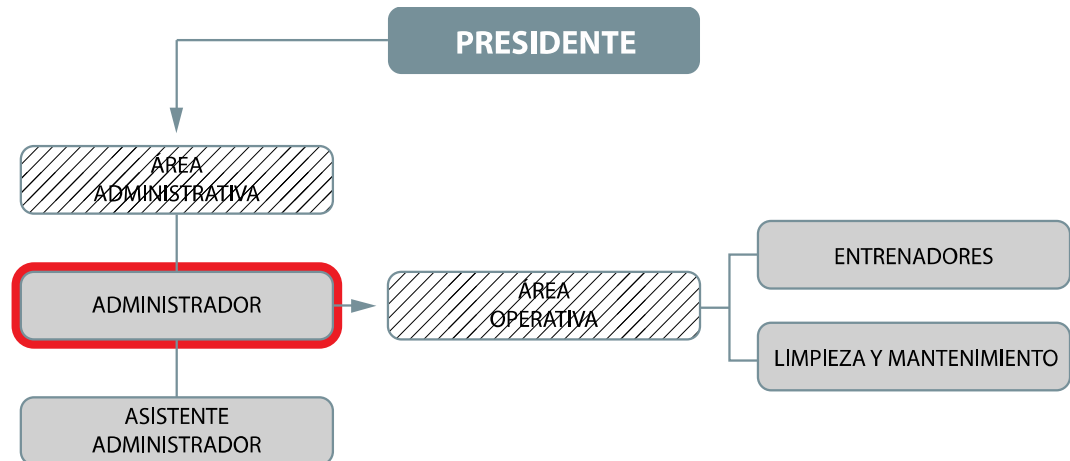 PRESIDENTE
ÁREA
ADMINISTRATIVA
ADMINISTRADOR
ÁREA
OPERATIVA
ENTRENADORES
LIMPIEZA Y MANTENIMIENTO
ASISTENTE
ADMINISTRADOR